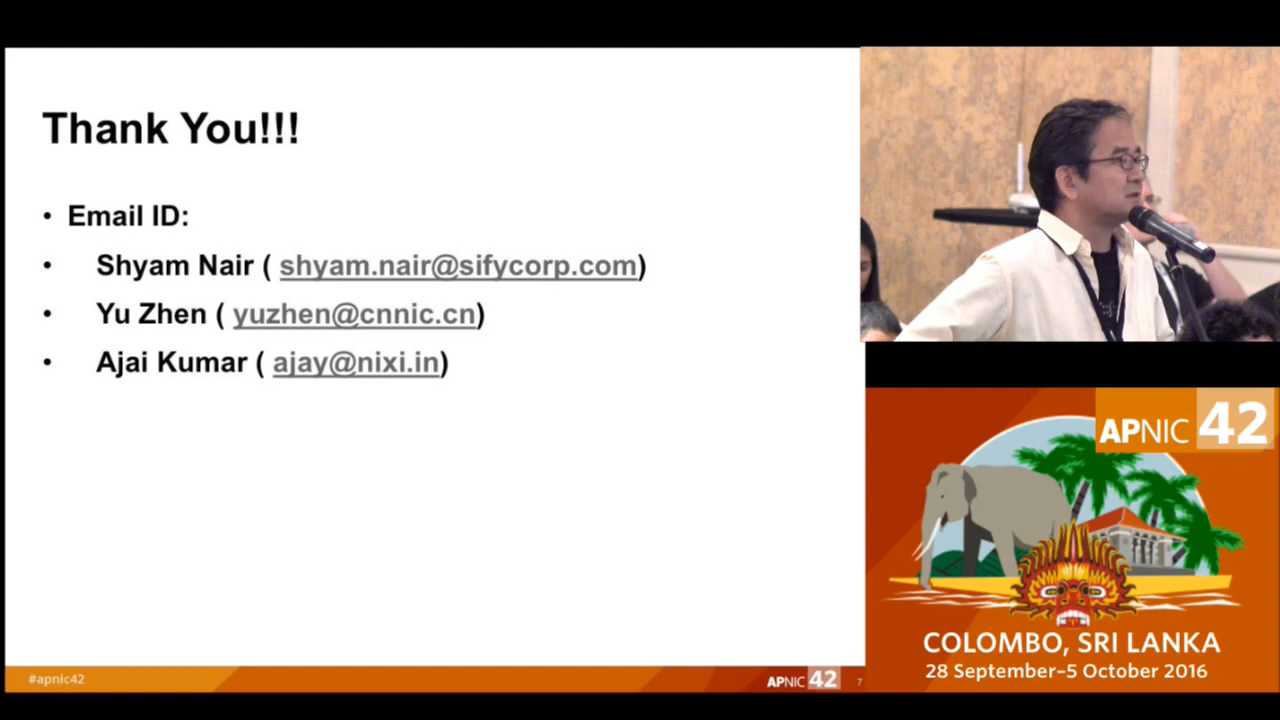 Thank You!!!
• Email ID:
• Shyam Nair ( shyam.nair@sifycorp.com)
• Yu Zhen ( yuzhen@cnnic.cn)
• Ajai Kumar ( ajay@nixi.in)
#apnic42
APNIC 42
7
APNIC 42
COLOMBO, SRI LANKA
28 September–5 October 2016